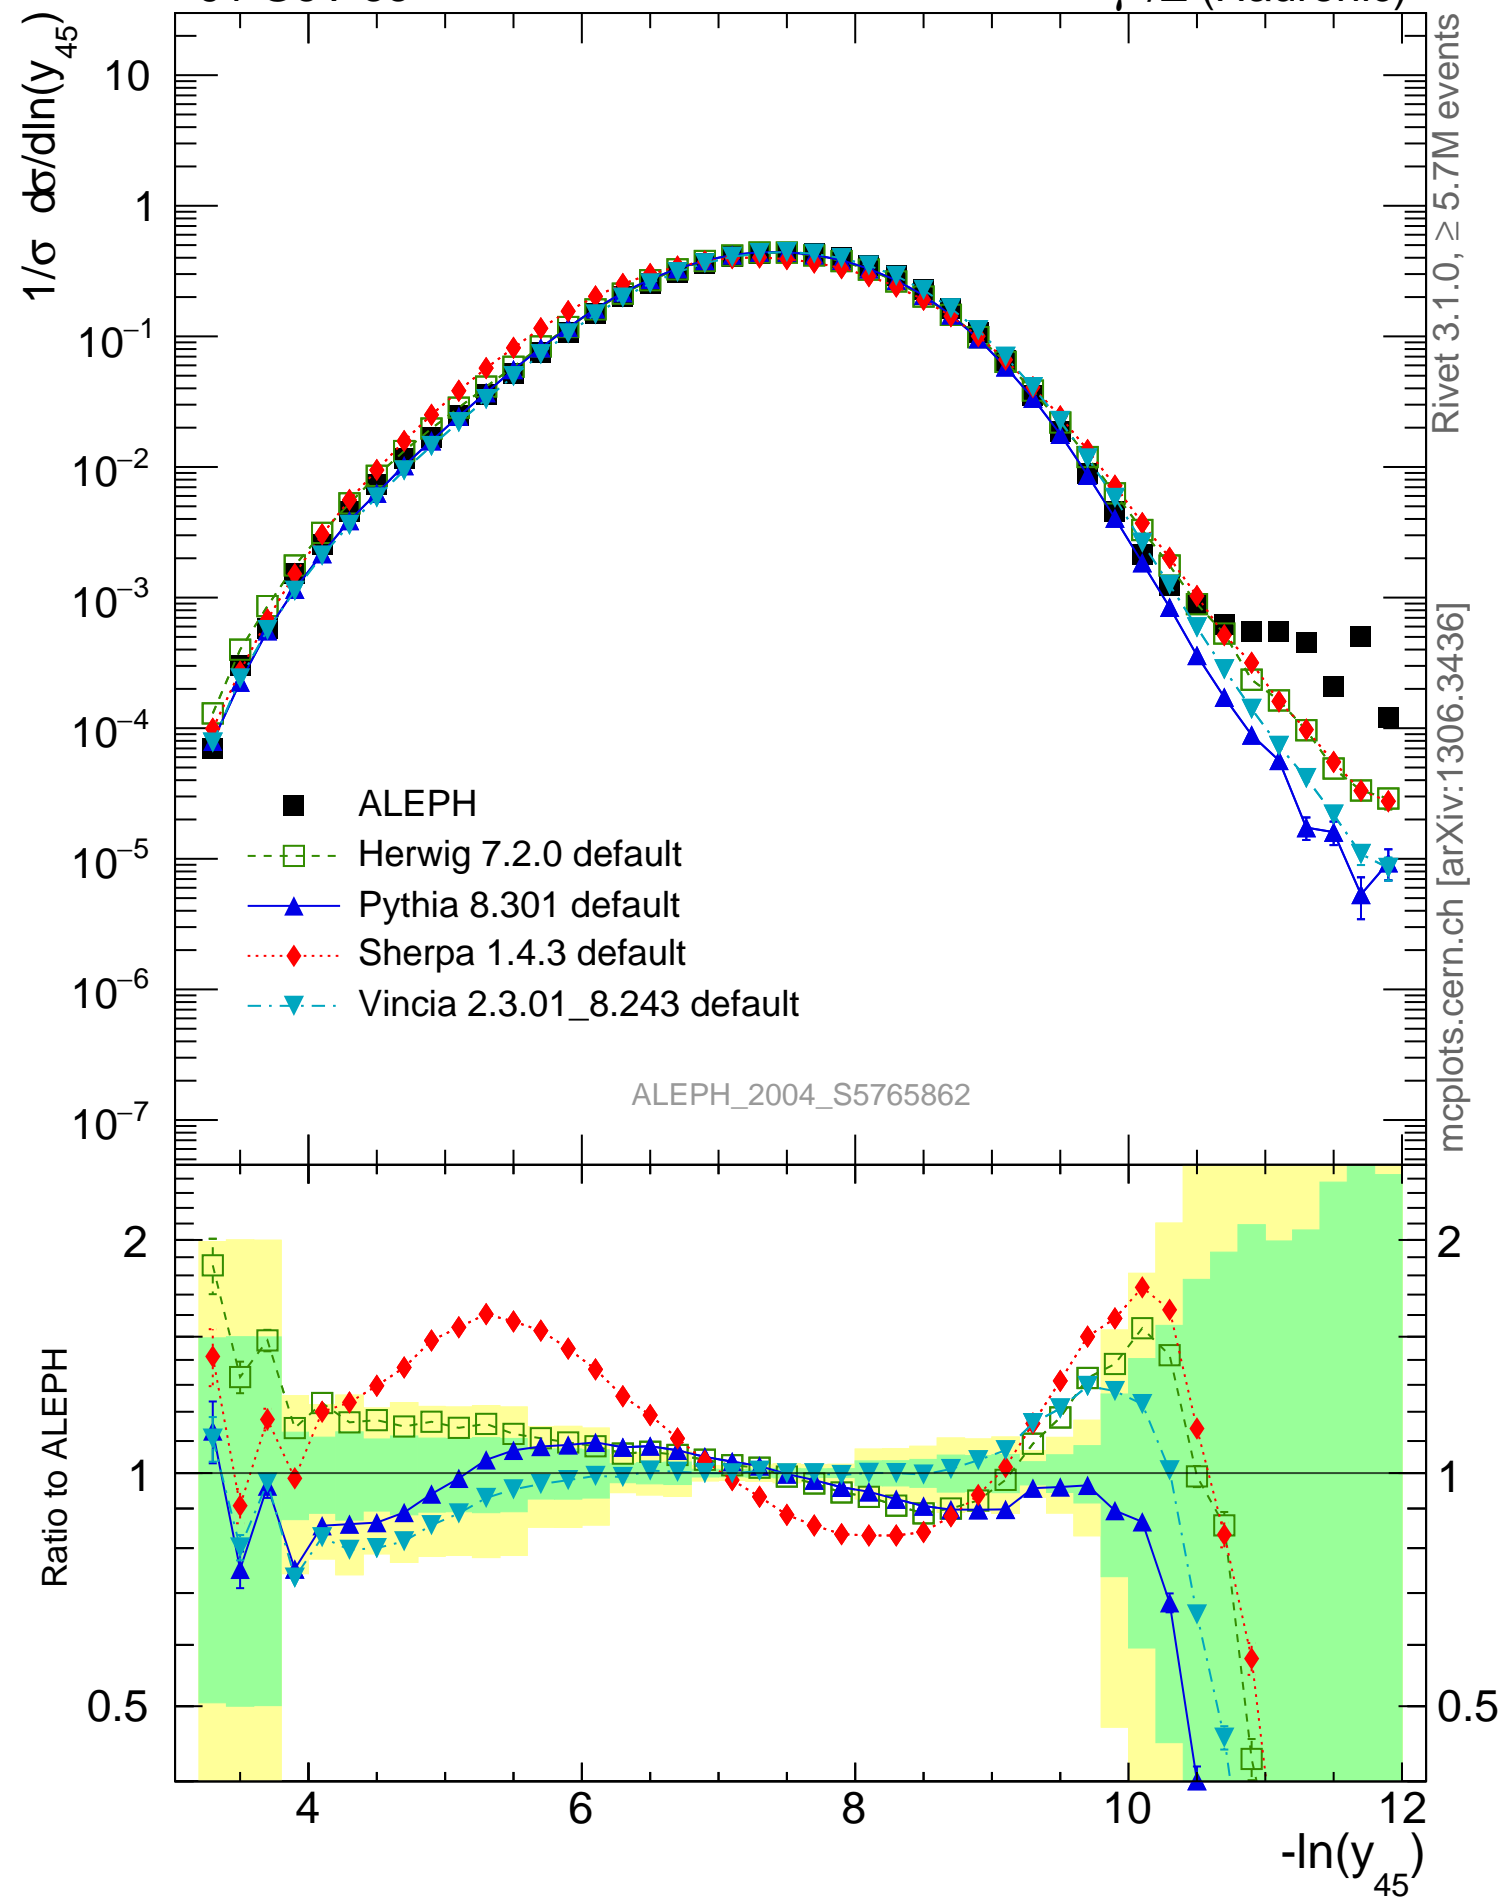 1/σ dσ/dln(y45)
10
1
10−1
10−2
10−3
10−4
10−5
10−6
10−7
ALEPH
Herwig 7.2.0 default
Pythia 8.301 default
Sherpa 1.4.3 default
Vincia 2.3.01_8.243 default
ALEPH_2004_S5765862
Rivet 3.1.0, ≥ 5.7M events
mcplots.cern.ch [arXiv:1306.3436]
Ratio to ALEPH
2
1
0.5
2
1
0.5
4 6 8 10 12
-ln(y45)